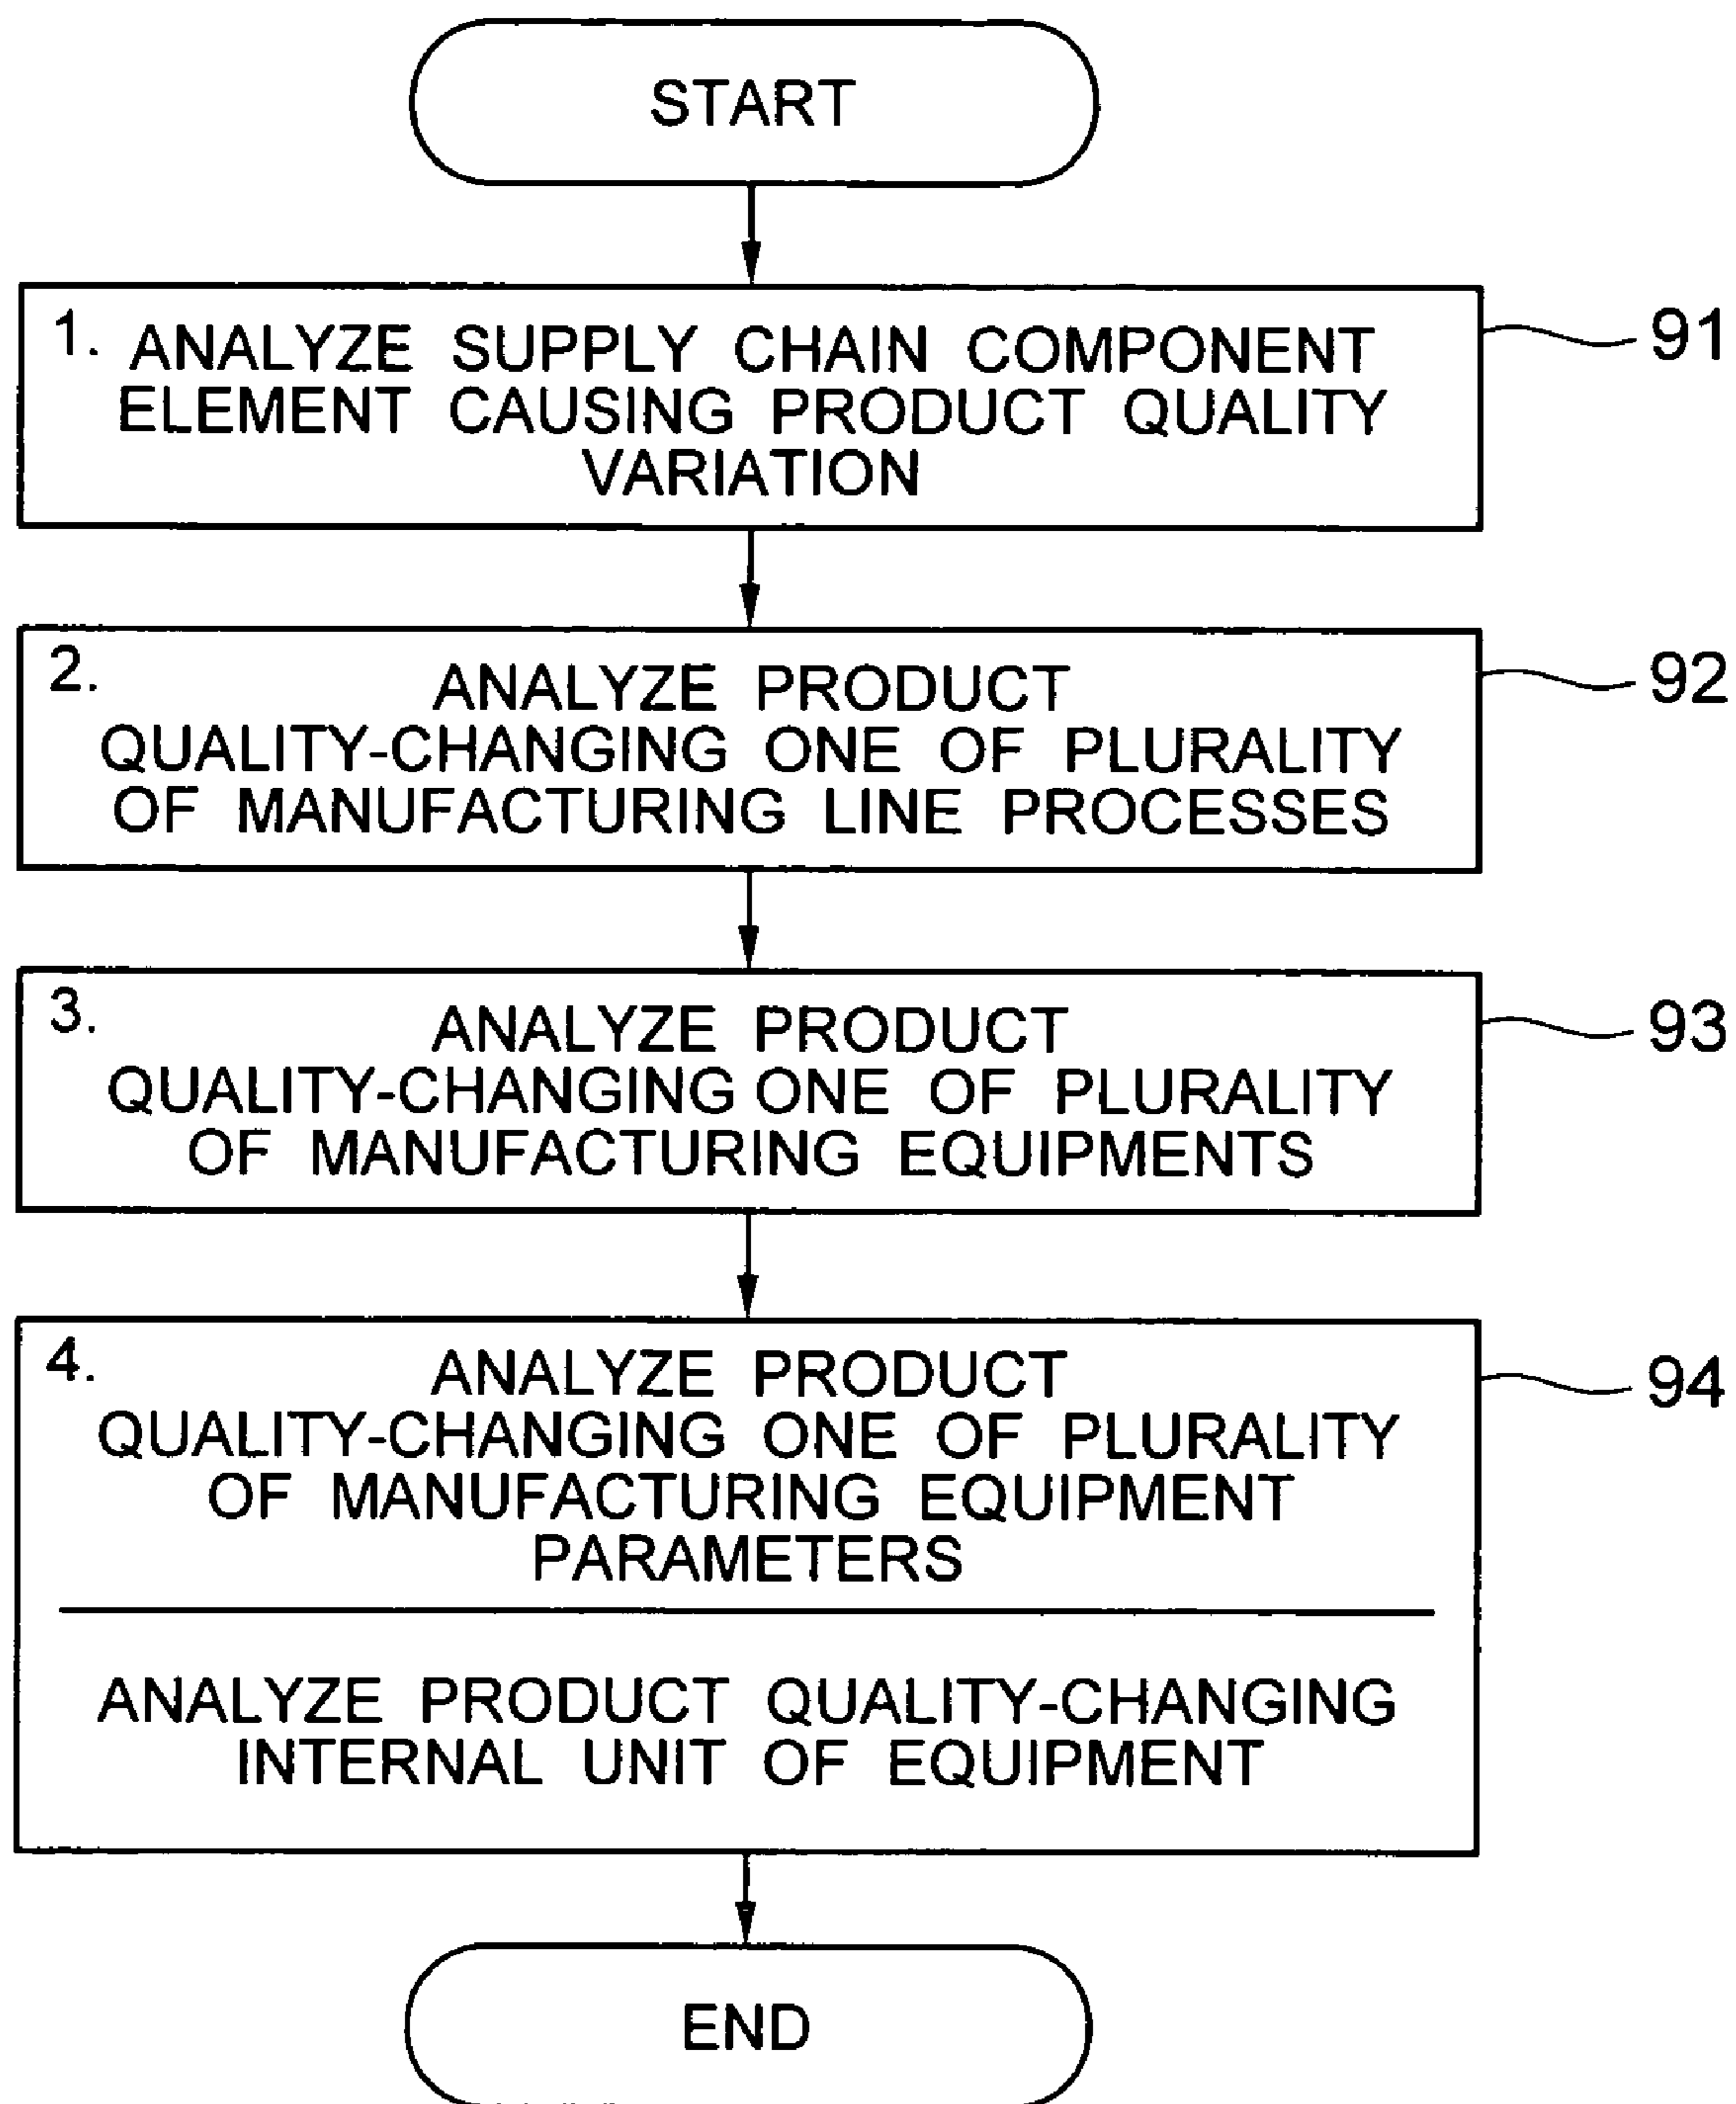 START
1.
ANALYZE SUPPLY CHAIN COMPONENT
ELEMENT CAUSING PRODUCT QUALITY
VARIATION
91
2.
ANALYZE PRODUCT
QUALITY-CHANGING ONE OF PLURALITY
OF MANUFACTURING LINE PROCESSES
92
3.
ANALYZE PRODUCT
QUALITY-CHANGING ONE OF PLURALITY
OF MANUFACTURING EQUIPMENTS
93
4.
ANALYZE PRODUCT
QUALITY-CHANGING ONE OF PLURALITY
OF MANUFACTURING EQUIPMENT
PARAMETERS
94
ANALYZE PRODUCT QUALITY-CHANGING
INTERNAL UNIT OF EQUIPMENT
END